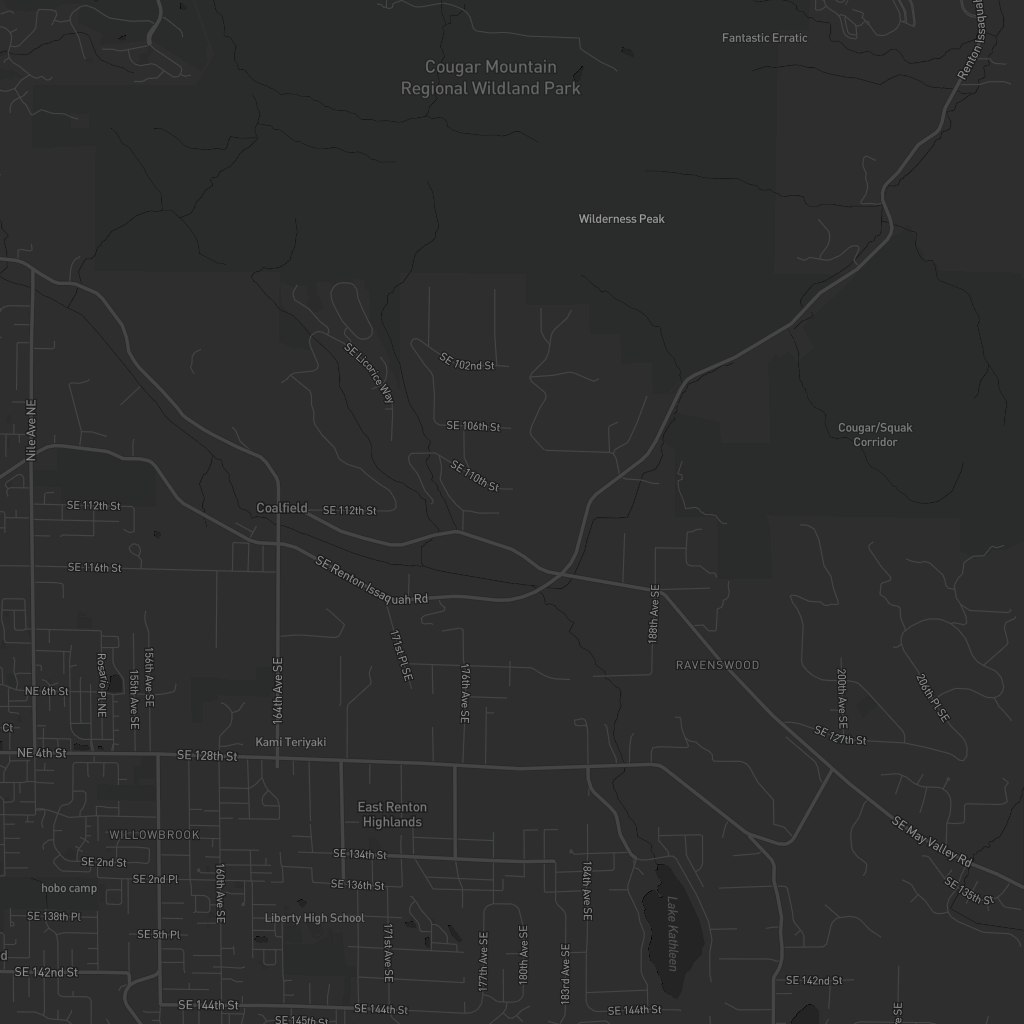 Fantastic Erratic
Renton Issaquah
Cougar Mountain
Regional Wildland Park
Wilderness Peak
SE Licorice Way
SE 102nd St
Nile Ave NE
SE 106th St
Cougar/Squak
Corridor
SE 110th St
SE 112th St
Coalfield
SE 112th St
SE 116th St
SE Renton Issaquah Rd
188th Ave SE
171st Pl SE
RAVENSWOOD
156th Ave SE
Rosario Pl NE
155th Ave SE
164th Ave SE
176th Ave SE
200th Ave SE
206th Pl SE
NE 6th St
Ct
SE 127th St
Kami Teriyaki
NE 4th St
SE 128th St
East Renton
Highlands
WILLOWBROOK
SE May Valley Rd
SE 134th St
SE 2nd St
SE 2nd Pl
160th Ave SE
SE 136th St
184th Ave SE
SE 135th St
hobo camp
SE 138th Pl
Liberty High School
Lake Kathleen
SE 5th Pl
171st Ave SE
177th Ave SE
180th Ave SE
183rd Ave SE
d
SE 142nd St
SE 142nd St
SE 144th St
SE 144th St
SE 144th St
SE 145th St
ve SE